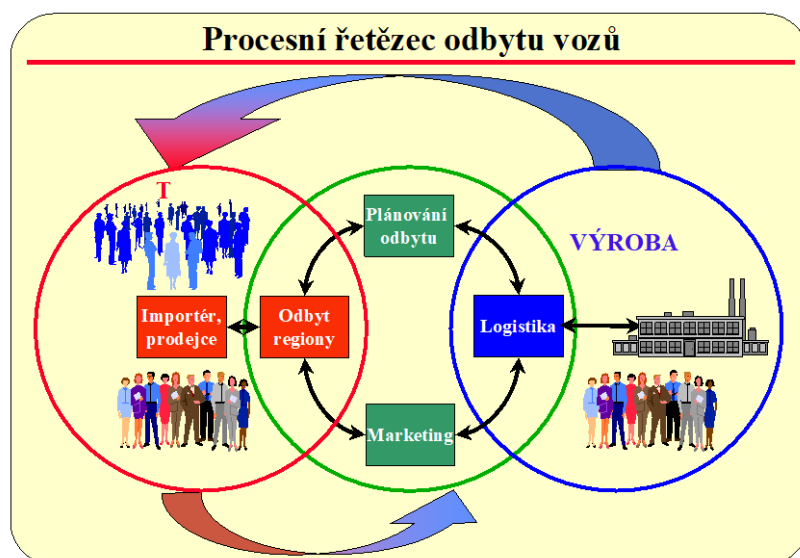 Procesní řetězec odbytu vozů
T
Plánování
odbytu
VÝROBA
Importér,
prodejce
Odbyt
regiony
Logistika
Marketing